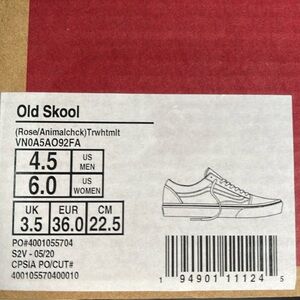 Old Skool
(Rose/Animalchck)Trwhtmlt
VN0A5AO92FA
4.5 US MEN
6.0 US WOMEN
UK EUR CM
3.5 36.0 22.5
PO#4001055704
S2V - 05/20
CPSIA PO/CUT#
400105570400010
1 94901 11124 5